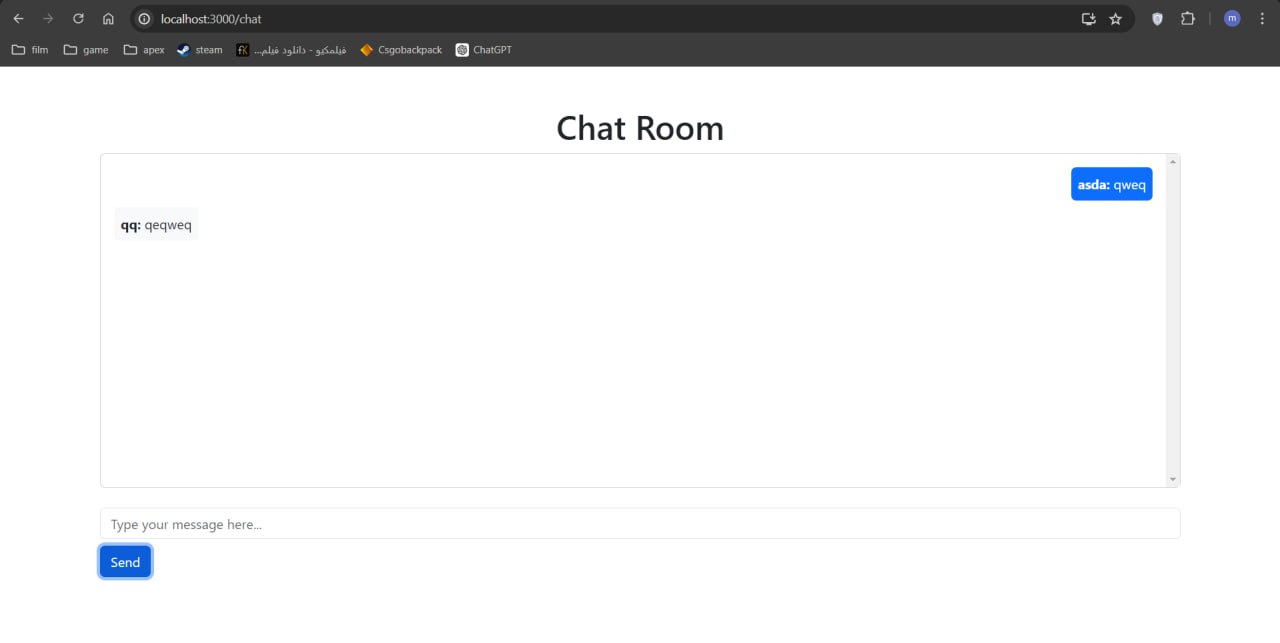 localhost:3000/chat
m
film game apex steam fK فیلمکیو - دانلود فیلم... Csgobackpack ChatGPT
Chat Room
asda: qweq
qq: qeqweq
Type your message here...
Send